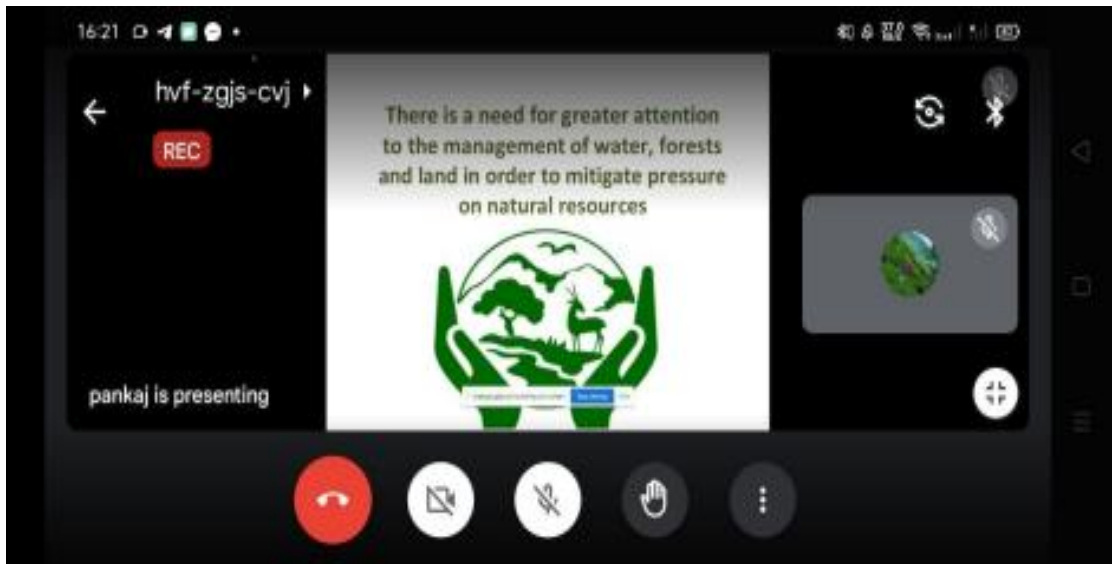 16:21
hvf-zgjs-cvj
REC
There is a need for greater attention
to the management of water, forests
and land in order to mitigate pressure
on natural resources
pankaj is presenting